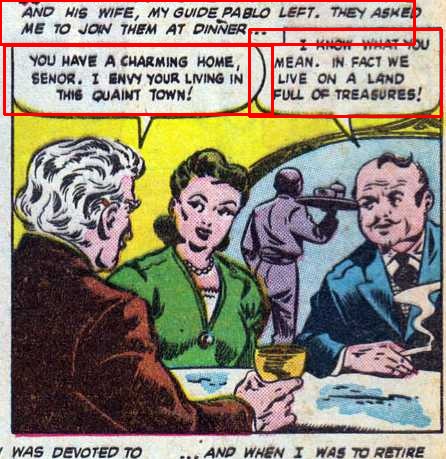 AND HIS WIFE, MY GUIDE PABLO LEFT. THEY ASKED
ME TO JOIN THEM AT DINNER...
YOU HAVE A CHARMING HOME,
SENOR. I ENVY YOUR LIVING IN
THIS QUAINT TOWN!
I KNOW WHAT YOU
MEAN. IN FACT WE
LIVE ON A LAND
FULL OF TREASURES!
WAS DEVOTED TO
... AND WHEN I WAS TO RETIRE